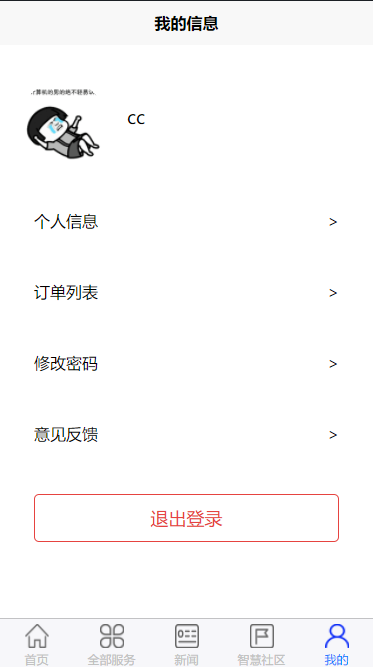 我的信息
cc
个人信息 >
订单列表 >
修改密码 >
意见反馈 >
退出登录
首页 全部服务 新闻 智慧社区 我的